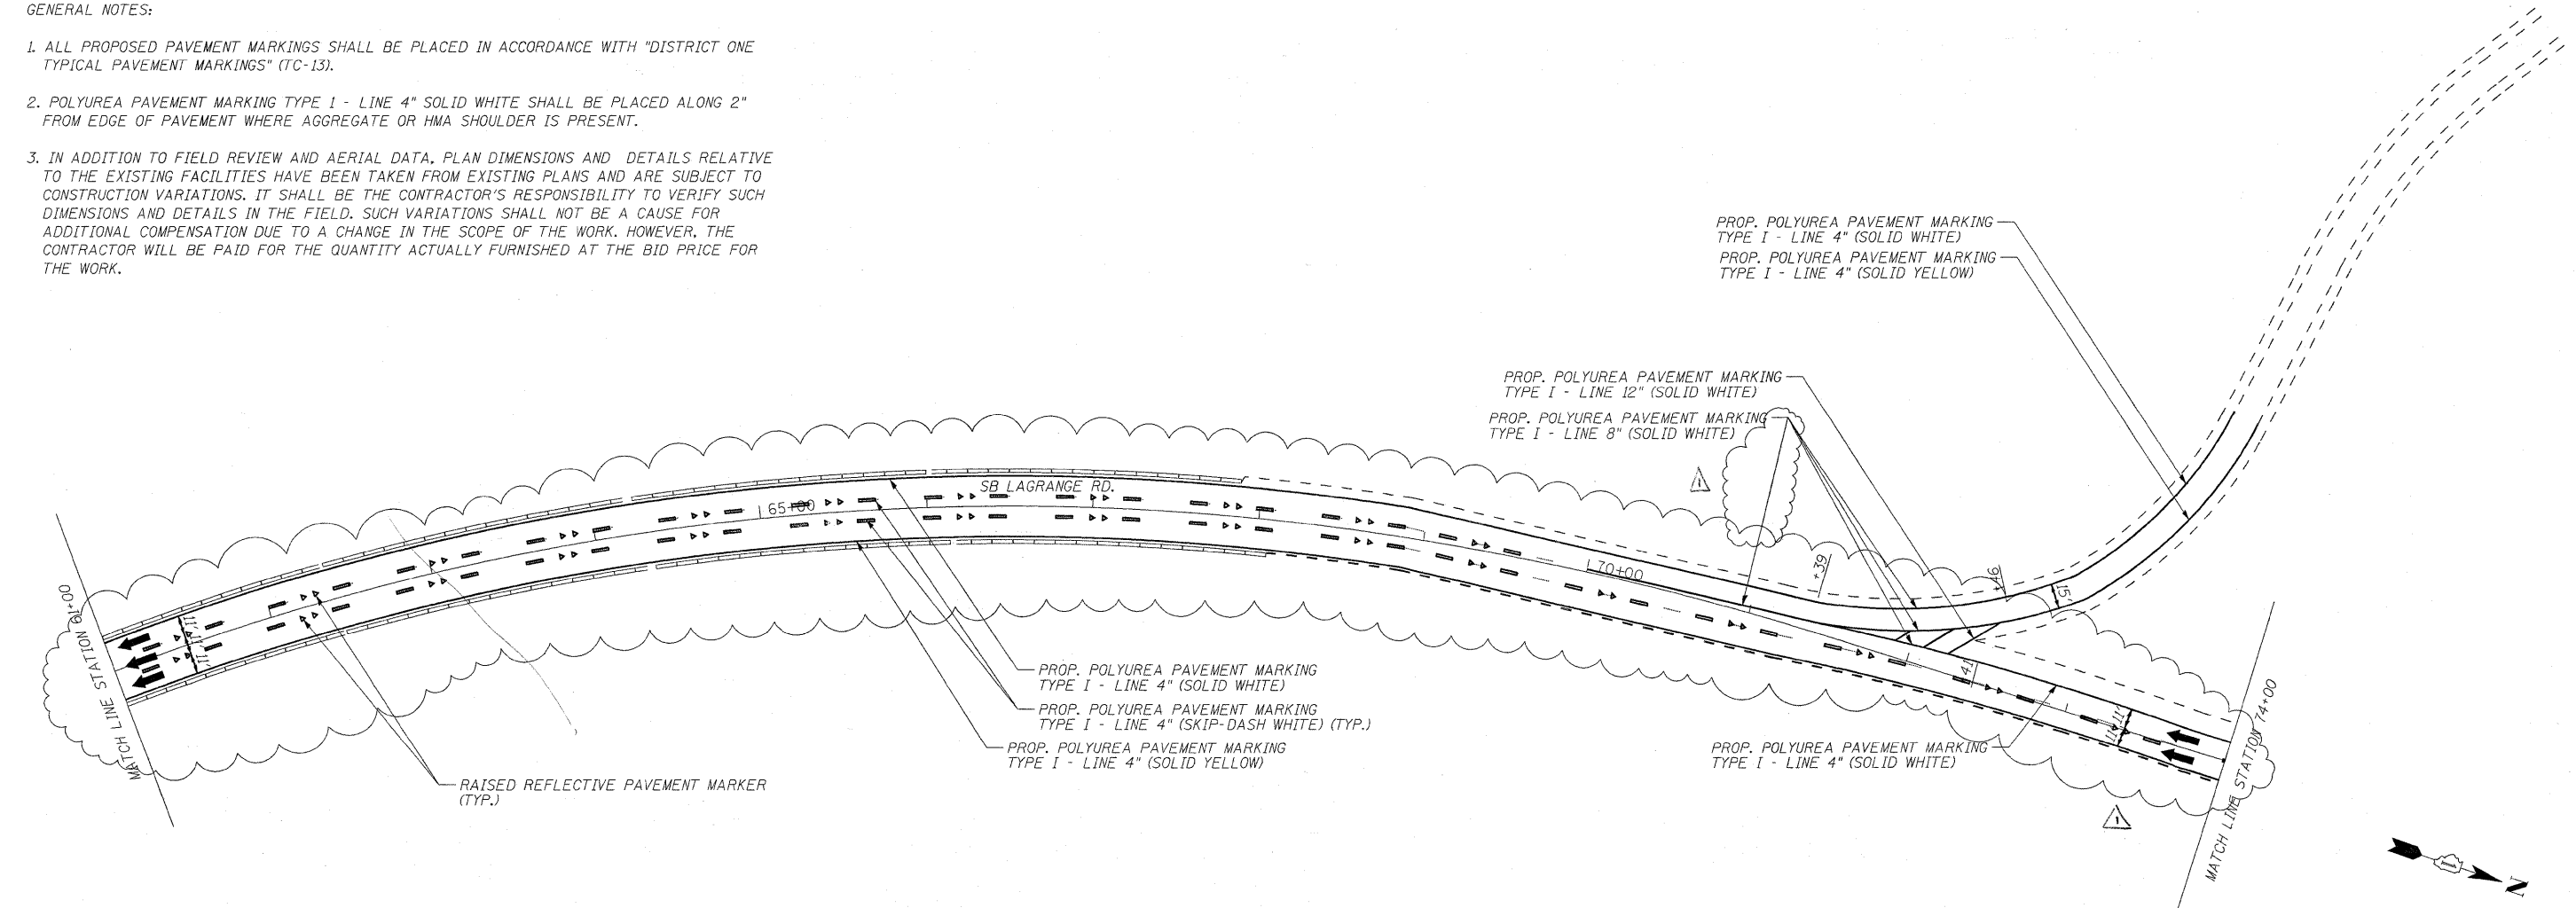 GENERAL NOTES:
1. ALL PROPOSED PAVEMENT MARKINGS SHALL BE PLACED IN ACCORDANCE WITH "DISTRICT ONE
TYPICAL PAVEMENT MARKINGS" (TC-13).
2. POLYUREA PAVEMENT MARKING TYPE 1 - LINE 4" SOLID WHITE SHALL BE PLACED ALONG 2"
FROM EDGE OF PAVEMENT WHERE AGGREGATE OR HMA SHOULDER IS PRESENT.
3. IN ADDITION TO FIELD REVIEW AND AERIAL DATA, PLAN DIMENSIONS AND DETAILS RELATIVE
TO THE EXISTING FACILITIES HAVE BEEN TAKEN FROM EXISTING PLANS AND ARE SUBJECT TO
CONSTRUCTION VARIATIONS. IT SHALL BE THE CONTRACTOR'S RESPONSIBILITY TO VERIFY SUCH
DIMENSIONS AND DETAILS IN THE FIELD. SUCH VARIATIONS SHALL NOT BE A CAUSE FOR
ADDITIONAL COMPENSATION DUE TO A CHANGE IN THE SCOPE OF THE WORK. HOWEVER, THE
CONTRACTOR WILL BE PAID FOR THE QUANTITY ACTUALLY FURNISHED AT THE BID PRICE FOR
THE WORK.
PROP. POLYUREA PAVEMENT MARKING
TYPE I - LINE 4" (SOLID WHITE)
PROP. POLYUREA PAVEMENT MARKING
TYPE I - LINE 4" (SOLID YELLOW)
PROP. POLYUREA PAVEMENT MARKING
TYPE I - LINE 12" (SOLID WHITE)
PROP. POLYUREA PAVEMENT MARKING
TYPE I - LINE 8" (SOLID WHITE)
1
SB LAGRANGE RD.
65+00
70+00
+39
+46
15'
41
MATCH LINE STATION 61+00
11'
11'
11'
PROP. POLYUREA PAVEMENT MARKING
TYPE I - LINE 4" (SOLID WHITE)
PROP. POLYUREA PAVEMENT MARKING
TYPE I - LINE 4" (SKIP-DASH WHITE) (TYP.)
PROP. POLYUREA PAVEMENT MARKING
TYPE I - LINE 4" (SOLID YELLOW)
RAISED REFLECTIVE PAVEMENT MARKER
(TYP.)
PROP. POLYUREA PAVEMENT MARKING
TYPE I - LINE 4" (SOLID WHITE)
11'
11'
MATCH LINE STATION 74+00
1
N